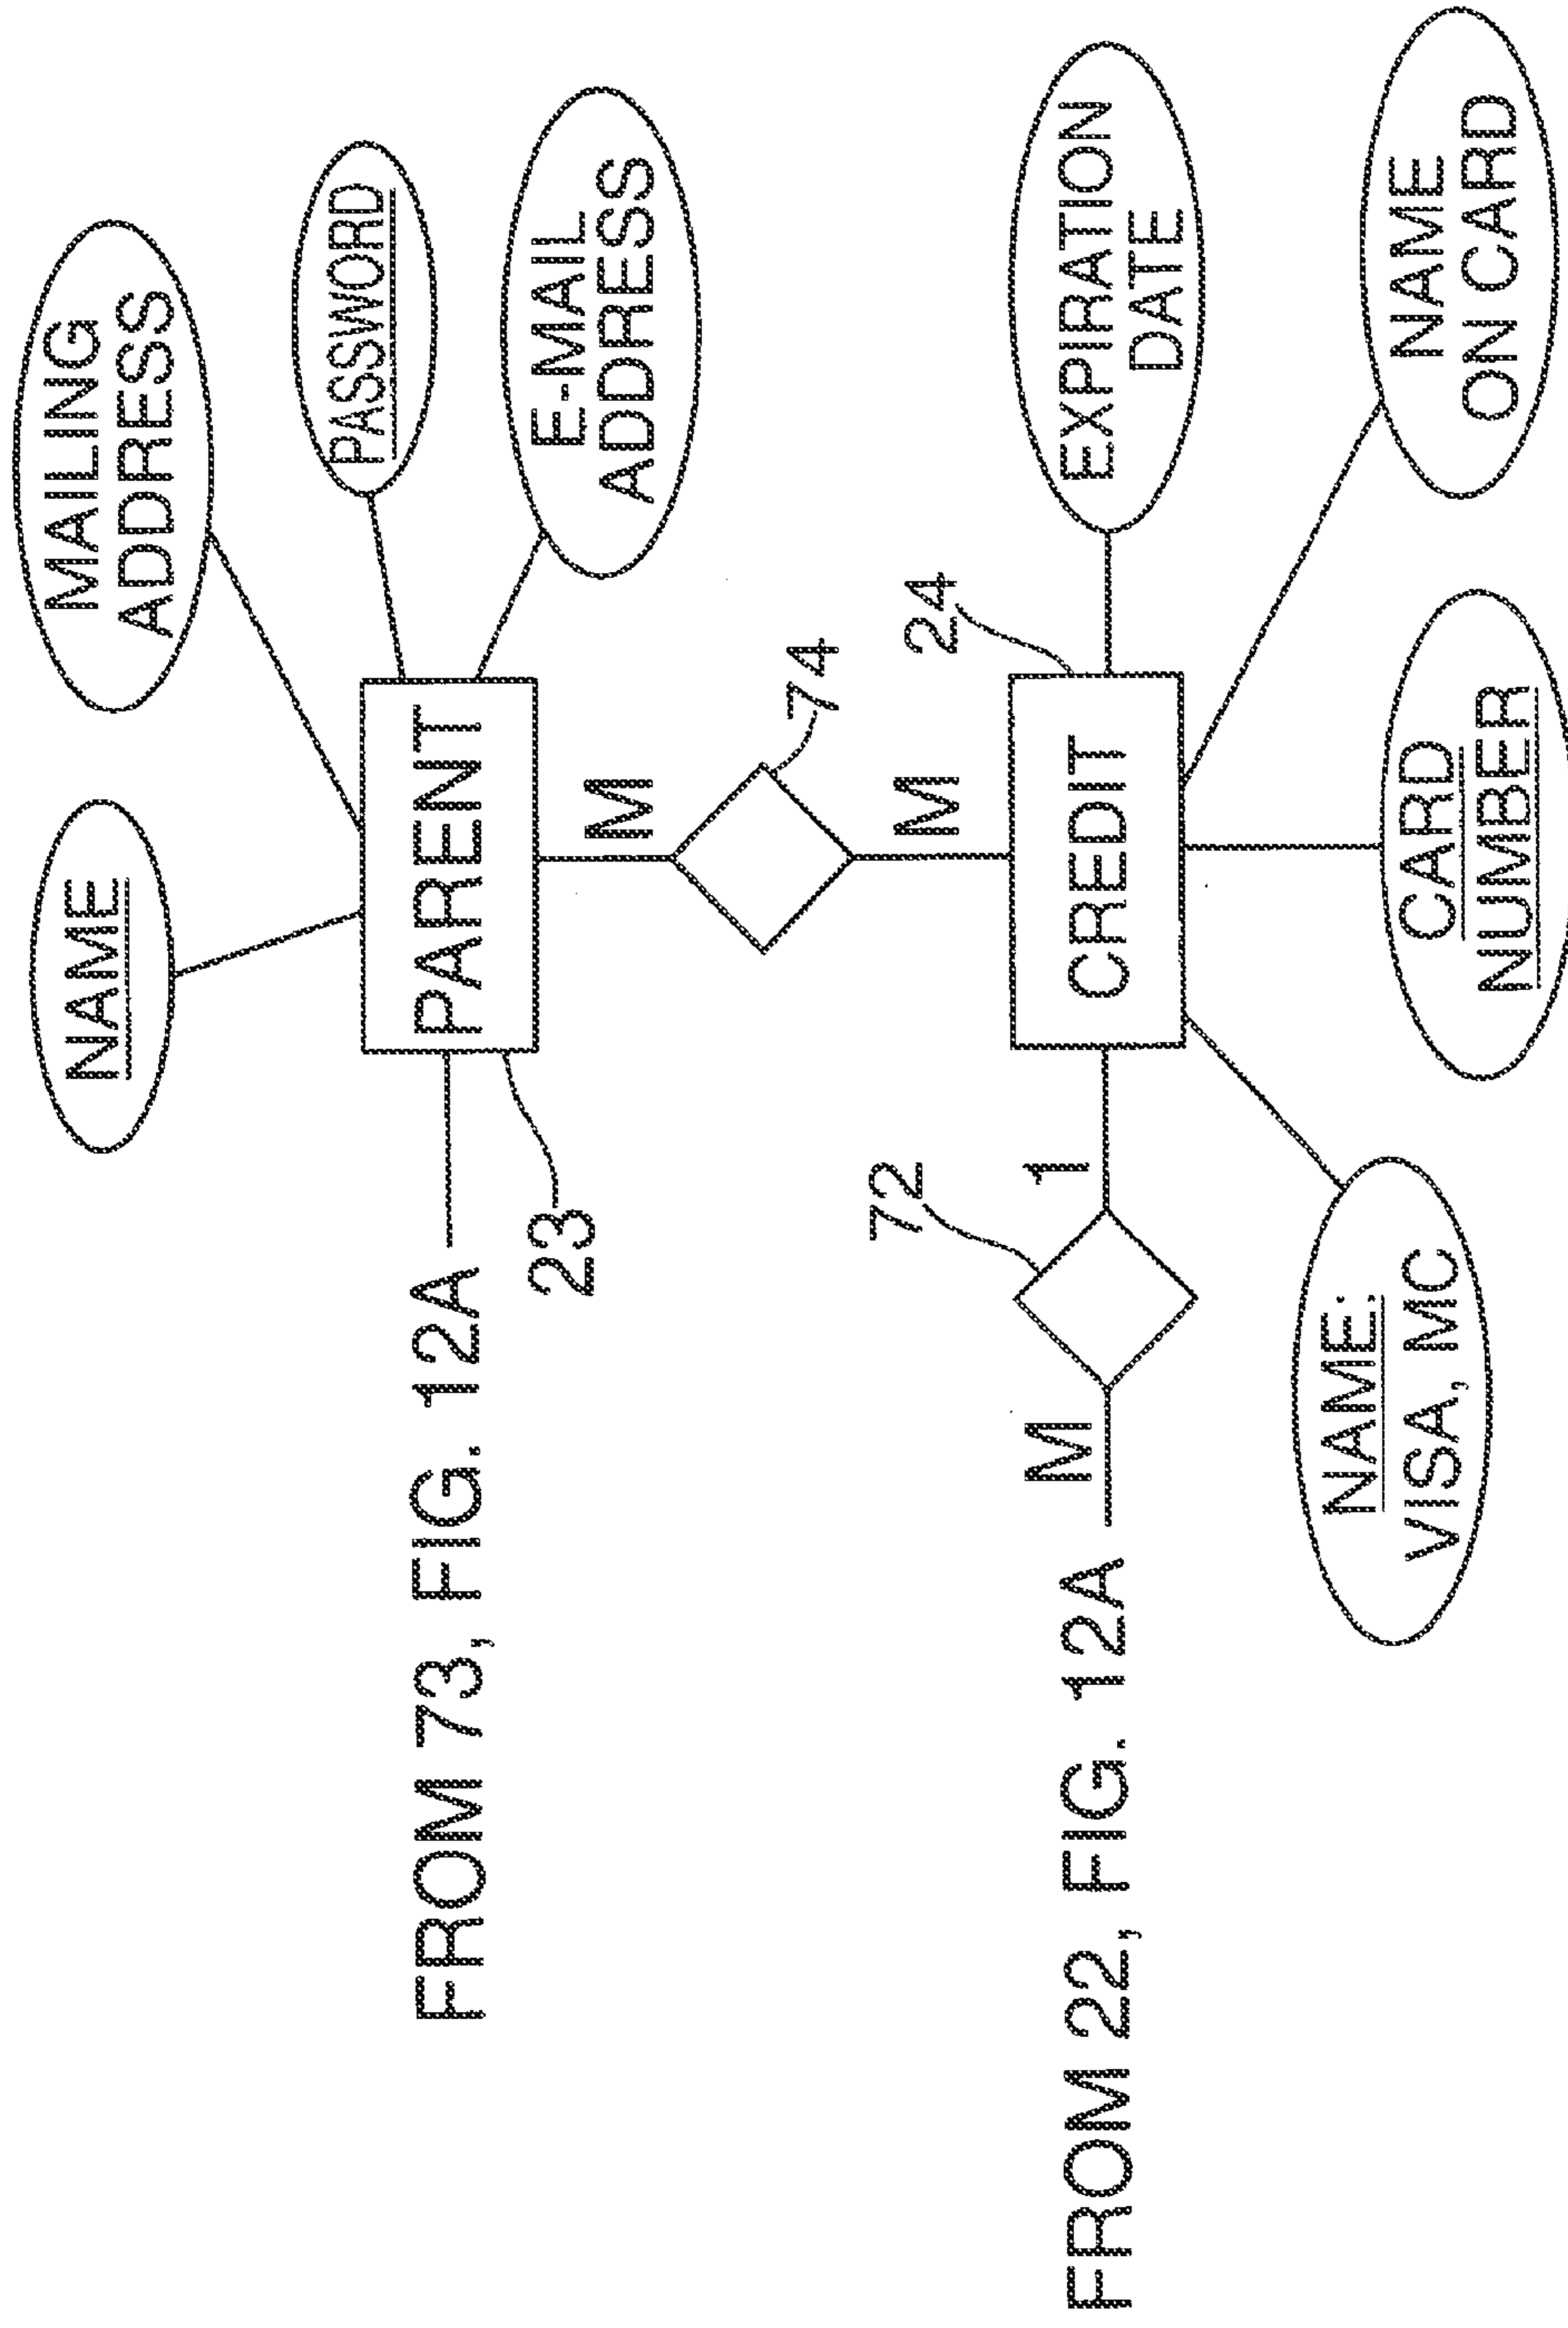 NAME
MAILING
ADDRESS
PASSWORD
E-MAIL
ADDRESS
FROM 73, FIG. 12A
PARENT
23
M
74
M
24
72
FROM 22, FIG. 12A
M
1
CREDIT
EXPIRATION
DATE
NAME:
VISA, MC
CARD
NUMBER
NAME
ON CARD